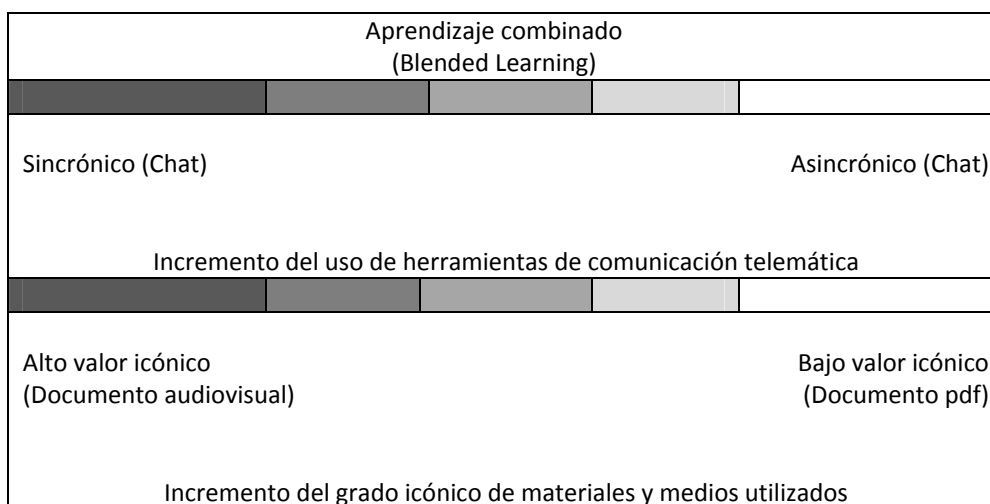 Aprendizaje combinado
(Blended Learning)
Sincrónico (Chat) Asincrónico (Chat)
Incremento del uso de herramientas de comunicación telemática
Alto valor icónico Bajo valor icónico
(Documento audiovisual) (Documento pdf)
Incremento del grado icónico de materiales y medios utilizados